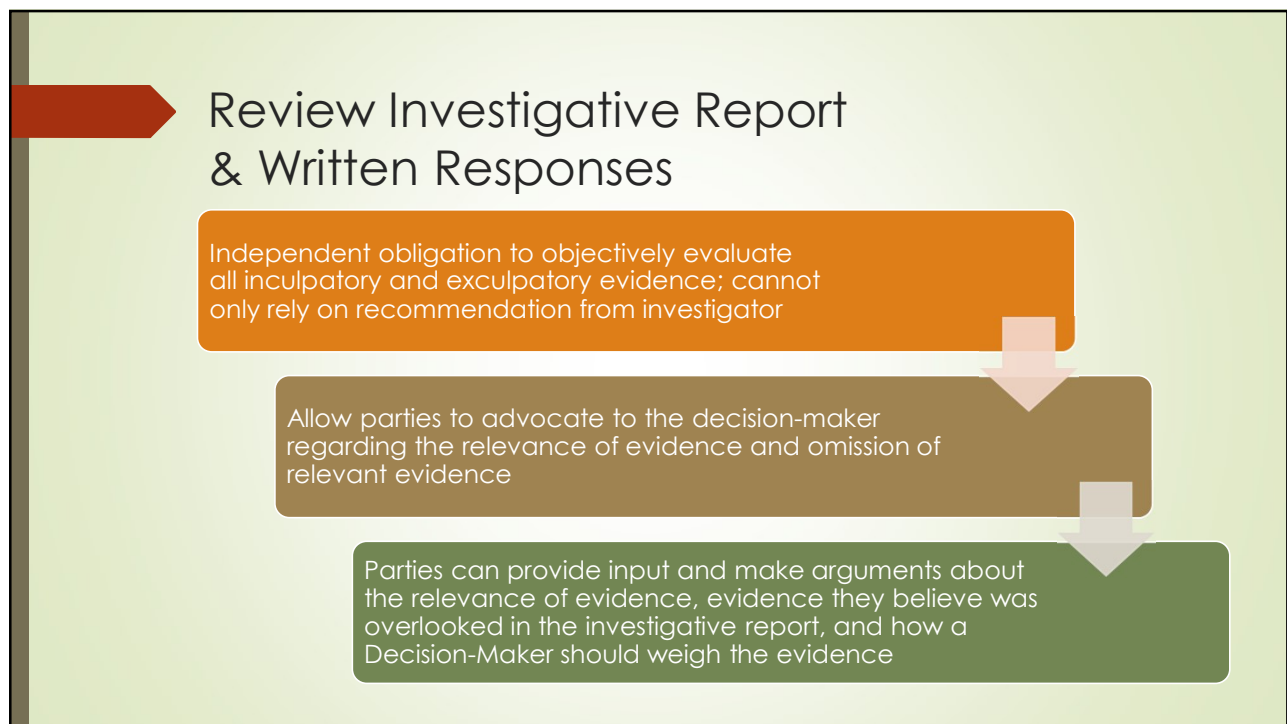 Review Investigative Report
& Written Responses
Independent obligation to objectively evaluate
all inculpatory and exculpatory evidence; cannot
only rely on recommendation from investigator
Allow parties to advocate to the decision-maker
regarding the relevance of evidence and omission of
relevant evidence
Parties can provide input and make arguments about
the relevance of evidence, evidence they believe was
overlooked in the investigative report, and how a
Decision-Maker should weigh the evidence